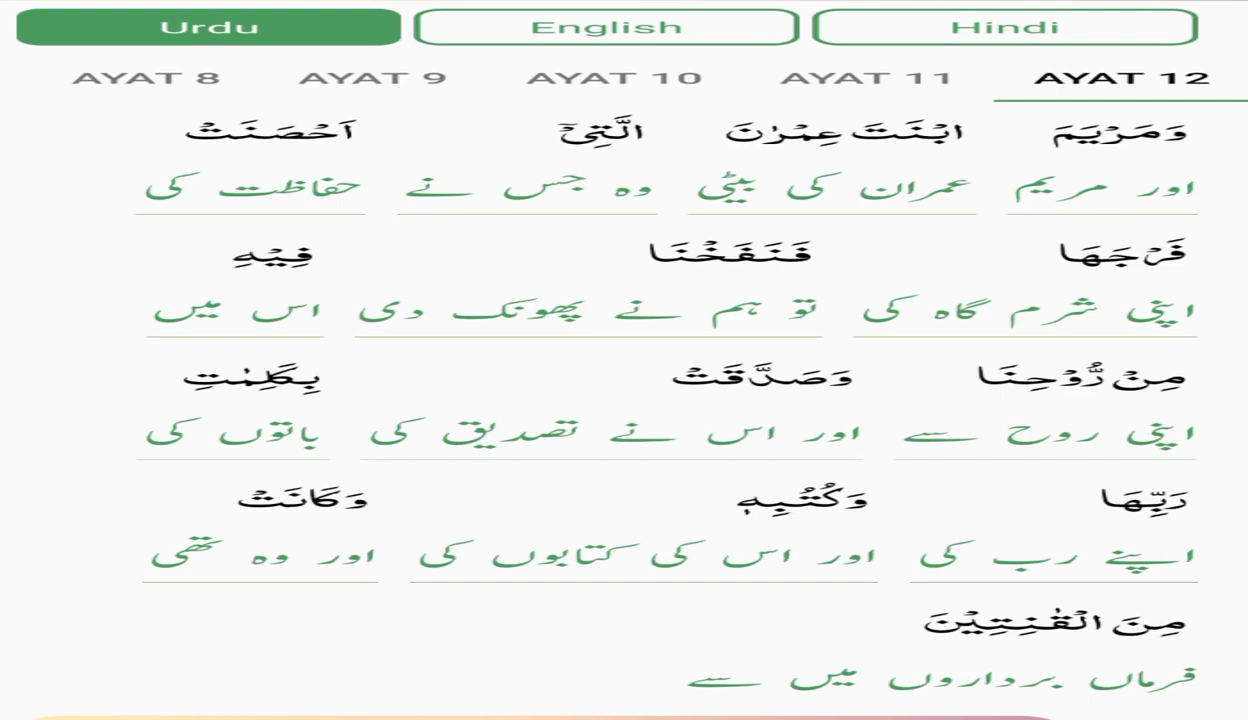 Urdu English Hindi
AYAT 8 AYAT 9 AYAT 10 AYAT 11 AYAT 12
وَمَرْيَمَ ابْنَتَ عِمْرٰنَ الَّتِيْٓ اَحْصَنَتْ
اور مریم عمران کی بیٹی وہ جس نے حفاظت کی
فَرْجَهَا فَنَفَخْنَا فِيْهِ
اپنی شرم گاہ کی تو ہم نے پھونک دی اس میں
مِنْ رُّوْحِنَا وَصَدَّقَتْ بِكَلِمٰتِ
اپنی روح سے اور اس نے تصدیق کی باتوں کی
رَبِّهَا وَكُتُبِهٖ وَكَانَتْ
اپنے رب کی اور اس کی کتابوں کی اور وہ تھی
مِنَ الْقٰنِتِيْنَ
فرماں برداروں میں سے